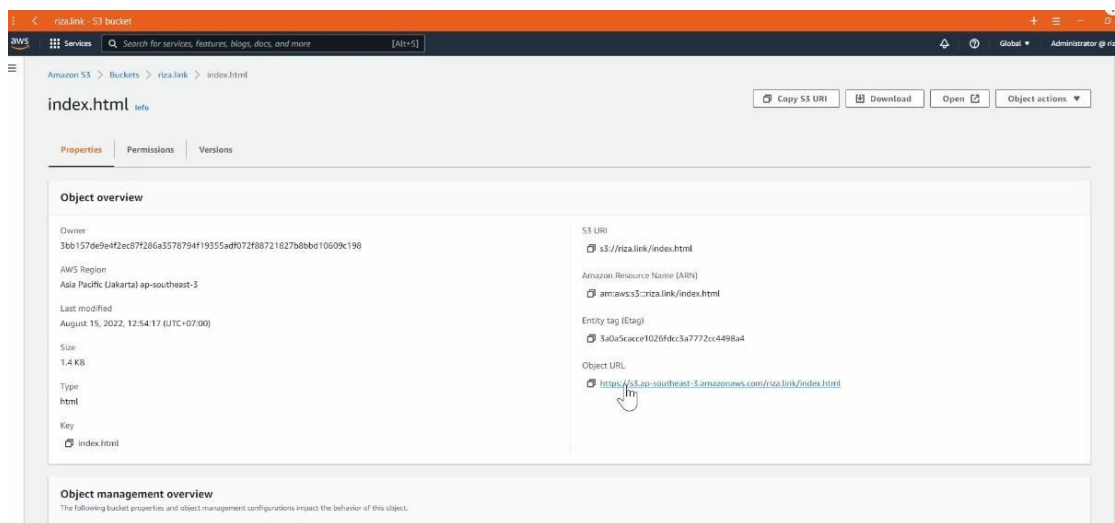 riza.link - S3 bucket
aws Services Search for services, features, blogs, docs, and more [Alt+S] Global Administrator @ riz
Amazon S3 > Buckets > riza.link > index.html
index.html Info
Copy S3 URI Download Open Object actions
Properties Permissions Versions
Object overview
Owner
3bb157de9e4f2ec87f286a3578794f19355adf072f88721827b8bbd10609c198
AWS Region
Asia Pacific (Jakarta) ap-southeast-3
Last modified
August 15, 2022, 12:54:17 (UTC+07:00)
Size
1.4 KB
Type
html
Key
index.html
S3 URI
s3://riza.link/index.html
Amazon Resource Name (ARN)
arn:aws:s3:::riza.link/index.html
Entity tag (Etag)
3a0a5cacce1026fdcc3a7772cc4498a4
Object URL
https://s3.ap-southeast-3.amazonaws.com/riza.link/index.html
Object management overview
The following bucket properties and object management configurations impact the behavior of this object.